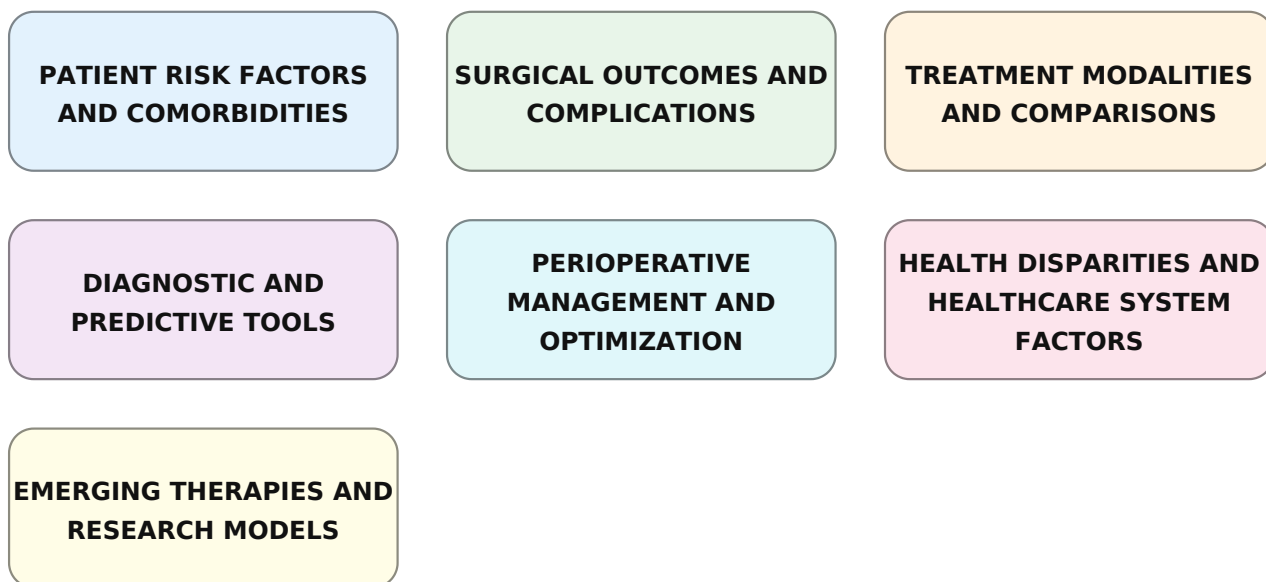 PATIENT RISK FACTORS
AND COMORBIDITIES
SURGICAL OUTCOMES AND
COMPLICATIONS
TREATMENT MODALITIES
AND COMPARISONS
DIAGNOSTIC AND
PREDICTIVE TOOLS
PERIOPERATIVE
MANAGEMENT AND
OPTIMIZATION
HEALTH DISPARITIES AND
HEALTHCARE SYSTEM
FACTORS
EMERGING THERAPIES AND
RESEARCH MODELS